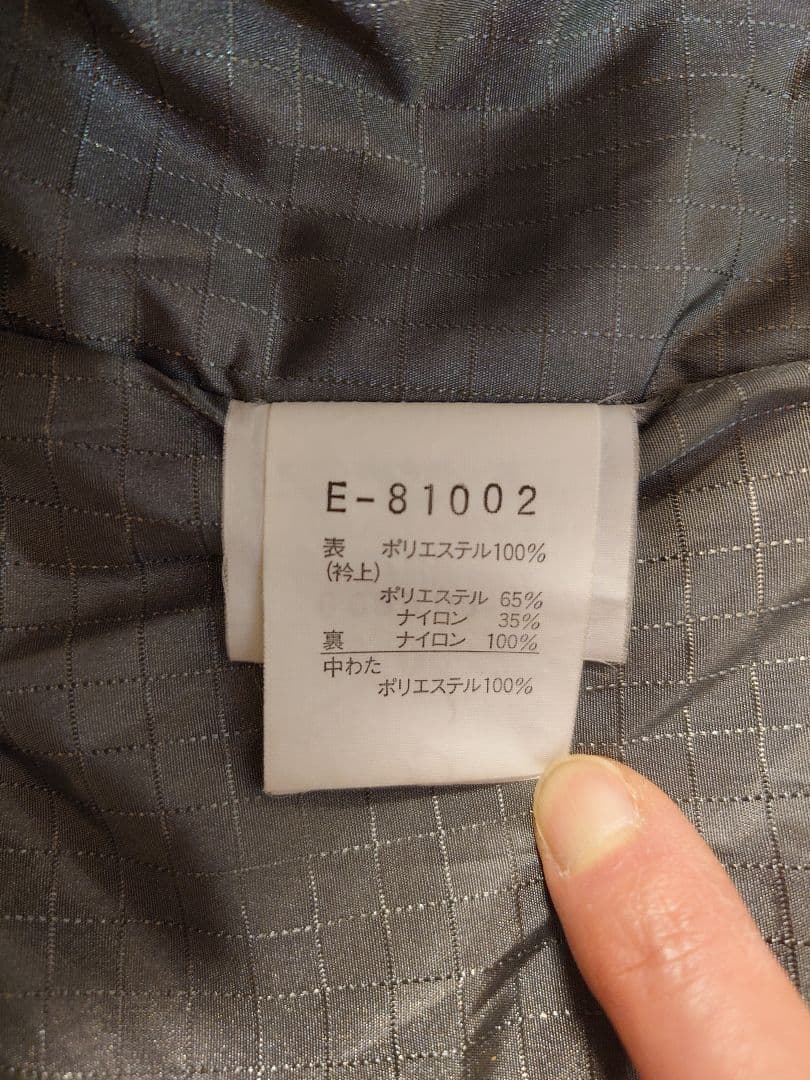 E-81002
表 ポリエステル100%
(衿上)
ポリエステル 65%
ナイロン 35%
裏 ナイロン 100%
中わた
ポリエステル100%